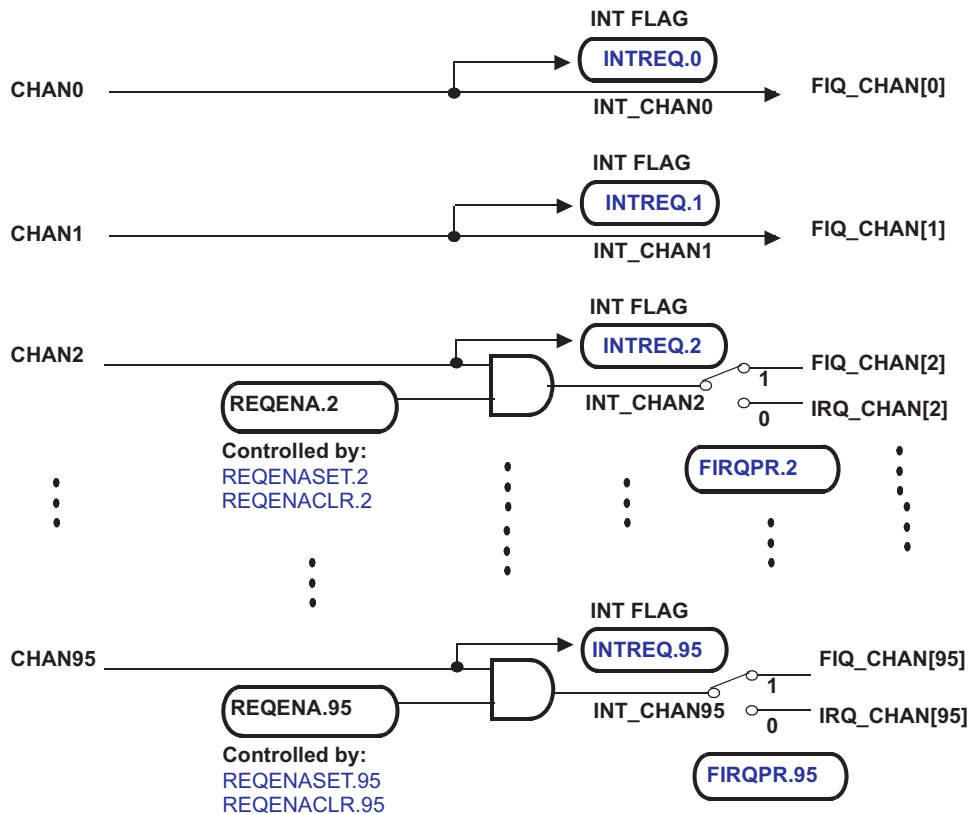 INT FLAG
INTREQ.0
CHAN0
FIQ_CHAN[0]
INT_CHAN0
INT FLAG
INTREQ.1
CHAN1
FIQ_CHAN[1]
INT_CHAN1
INT FLAG
INTREQ.2
CHAN2
FIQ_CHAN[2]
1
REQENA.2
INT_CHAN2
IRQ_CHAN[2]
0
Controlled by:
REQENASET.2
REQENACLR.2
FIRQPR.2
INT FLAG
INTREQ.95
CHAN95
FIQ_CHAN[95]
1
REQENA.95
INT_CHAN95
IRQ_CHAN[95]
0
Controlled by:
REQENASET.95
REQENACLR.95
FIRQPR.95